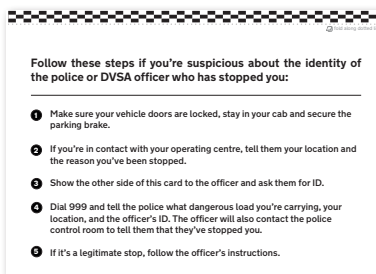 Fold along dotted l
Follow these steps if you're suspicious about the identity of
the police or DVSA officer who has stopped you:
1 Make sure your vehicle doors are locked, stay in your cab and secure the
parking brake.
2 If you're in contact with your operating centre, tell them your location and
the reason you've been stopped.
3 Show the other side of this card to the officer and ask them for ID.
4 Dial 999 and tell the police what dangerous load you're carrying, your
location, and the officer's ID. The officer will also contact the police
control room to tell them that they've stopped you.
5 If it's a legitimate stop, follow the officer's instructions.